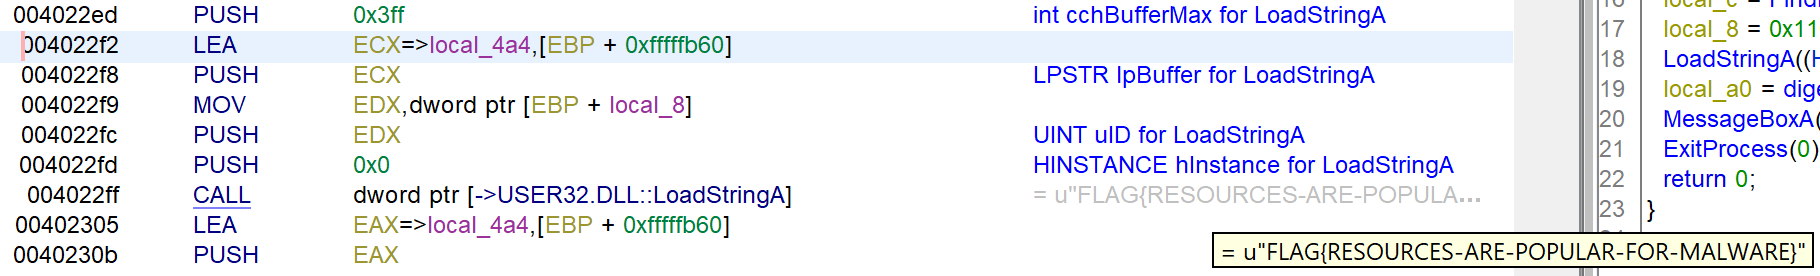 004022ed PUSH 0x3ff int cchBufferMax for LoadStringA
004022f2 LEA ECX=>local_4a4,[EBP + 0xfffffb60]
004022f8 PUSH ECX LPSTR lpBuffer for LoadStringA
004022f9 MOV EDX,dword ptr [EBP + local_8]
004022fc PUSH EDX UINT uID for LoadStringA
004022fd PUSH 0x0 HINSTANCE hInstance for LoadStringA
004022ff CALL dword ptr [->USER32.DLL::LoadStringA] = u"FLAG{RESOURCES-ARE-POPULA...
00402305 LEA EAX=>local_4a4,[EBP + 0xfffffb60]
0040230b PUSH EAX
16 local_c = Find
17 local_8 = 0x11
18 LoadStringA((H
19 local_a0 = dige
20 MessageBoxA(
21 ExitProcess(0)
22 return 0;
23 }
= u"FLAG{RESOURCES-ARE-POPULAR-FOR-MALWARE}"